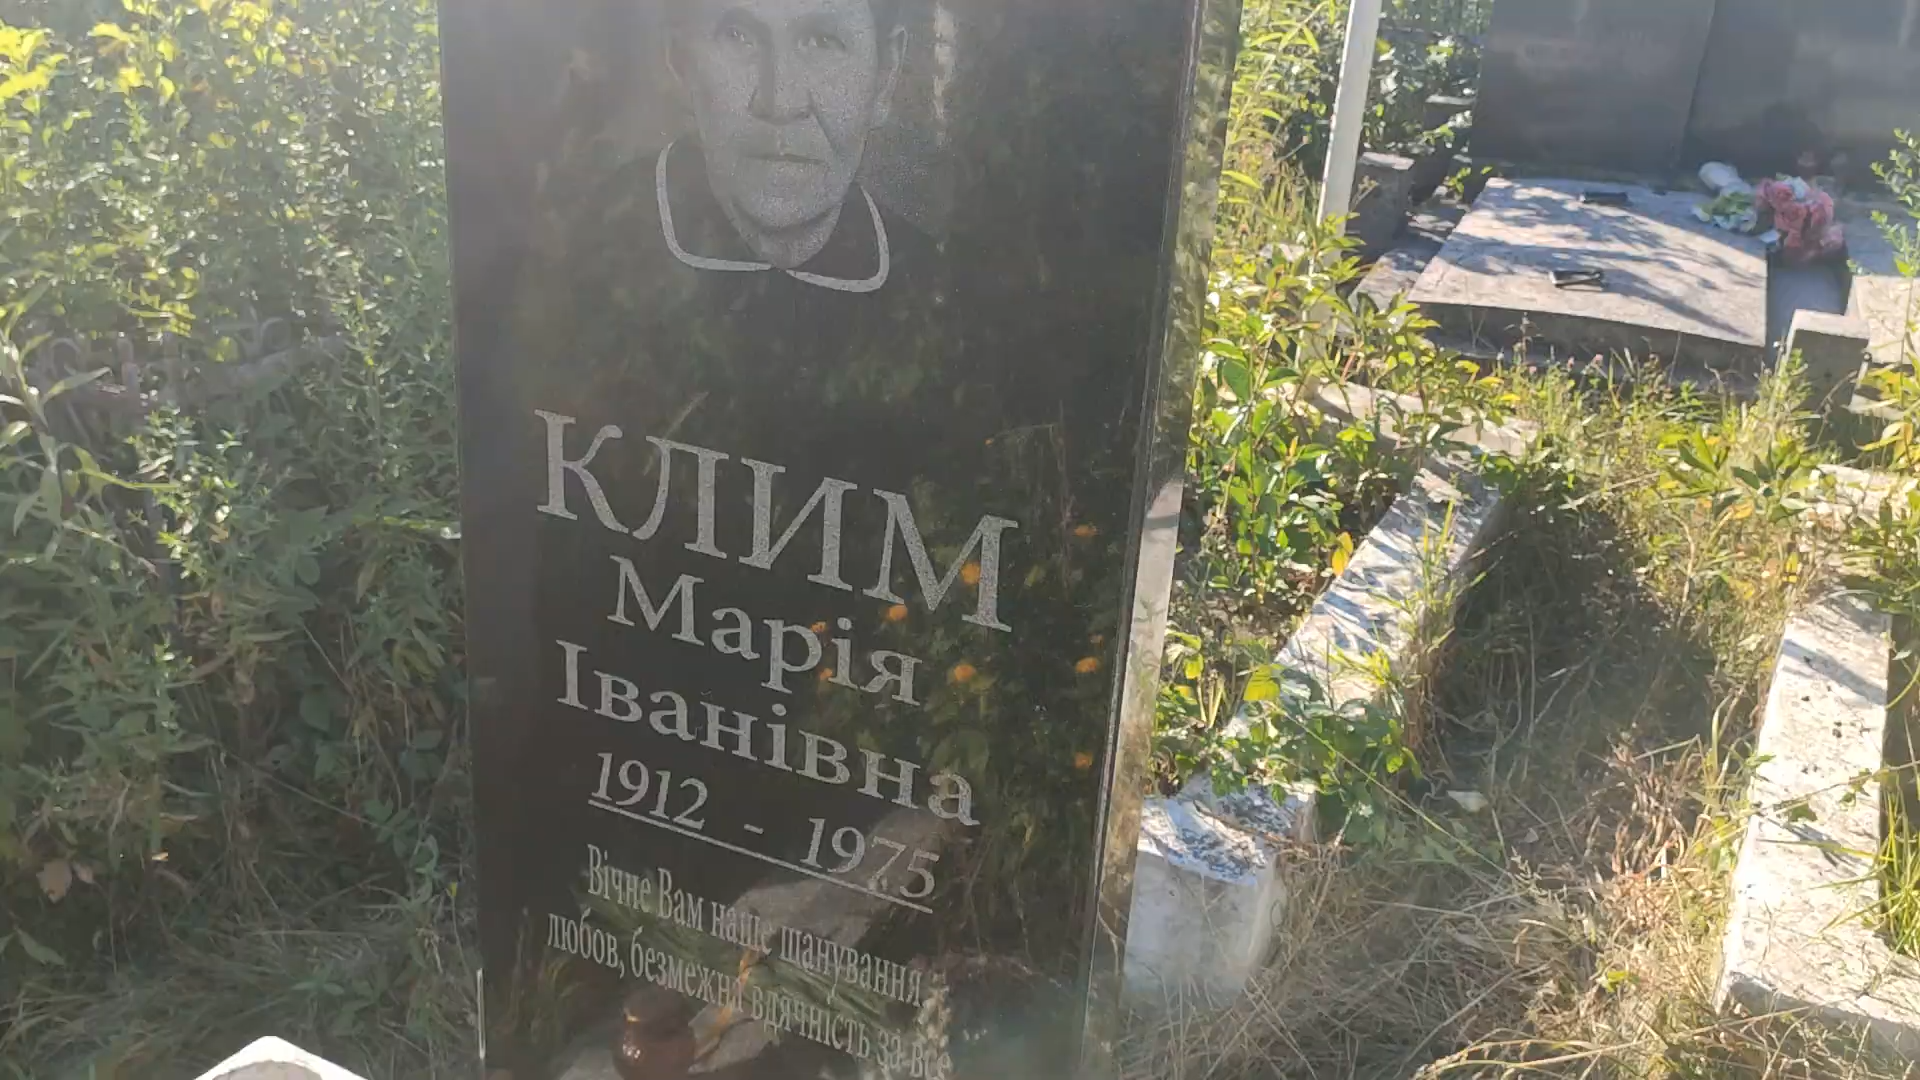 КЛИМ
Марія
Іванівна
1912 - 1975
Вічне Вам наше шанування,
любов, безмежна вдячність за все